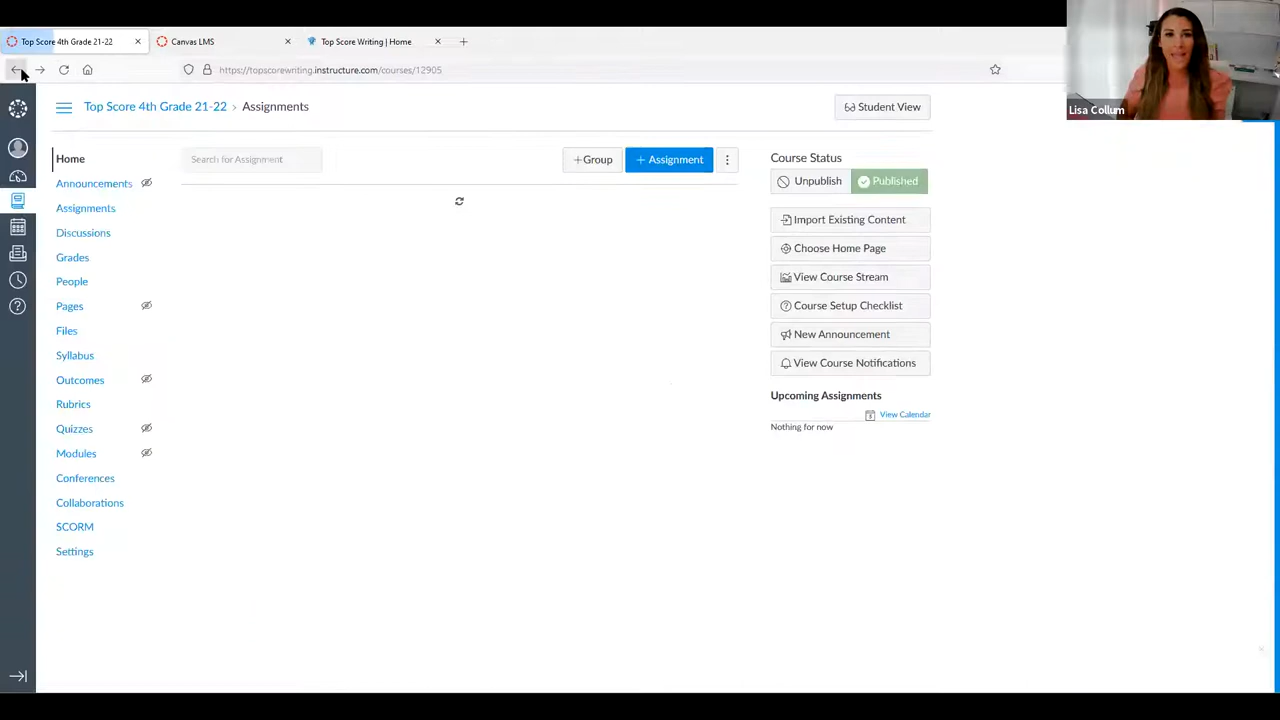 Top Score 4th Grade 21-22
Canvas LMS
Top Score Writing | Home
https://topscorewriting.instructure.com/courses/12905
Lisa Collum
Top Score 4th Grade 21-22 › Assignments
Student View
Home
Announcements
Assignments
Discussions
Grades
People
Pages
Files
Syllabus
Outcomes
Rubrics
Quizzes
Modules
Conferences
Collaborations
SCORM
Settings
Search for Assignment
+Group
+ Assignment
Course Status
Unpublish
Published
Import Existing Content
Choose Home Page
View Course Stream
Course Setup Checklist
New Announcement
View Course Notifications
Upcoming Assignments
View Calendar
Nothing for now